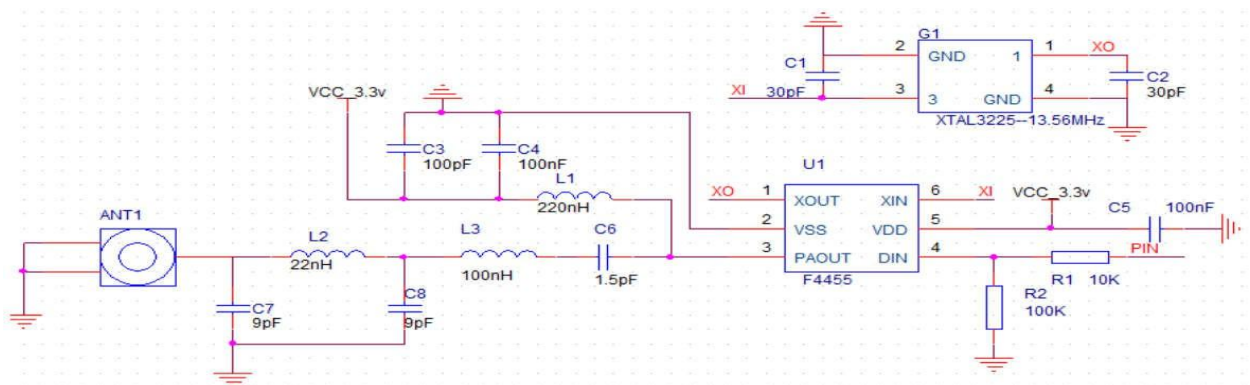 G1
2 GND 1 1 XO
C1
30pF
C2
30pF
XI 3 3 GND 4
XTAL3225--13.56MHz
VCC_3.3v
C3
100pF
C4
100nF
L1
220nH
U1
XO 1 XOUT XIN 6 XI
2 VSS VDD 5
3 PAOUT DIN 4
F4455
VCC_3.3v
C5 100nF
PIN
R1 10K
R2
100K
ANT1
L2
22nH
L3
100nH
C6
1.5pF
C7
9pF
C8
9pF